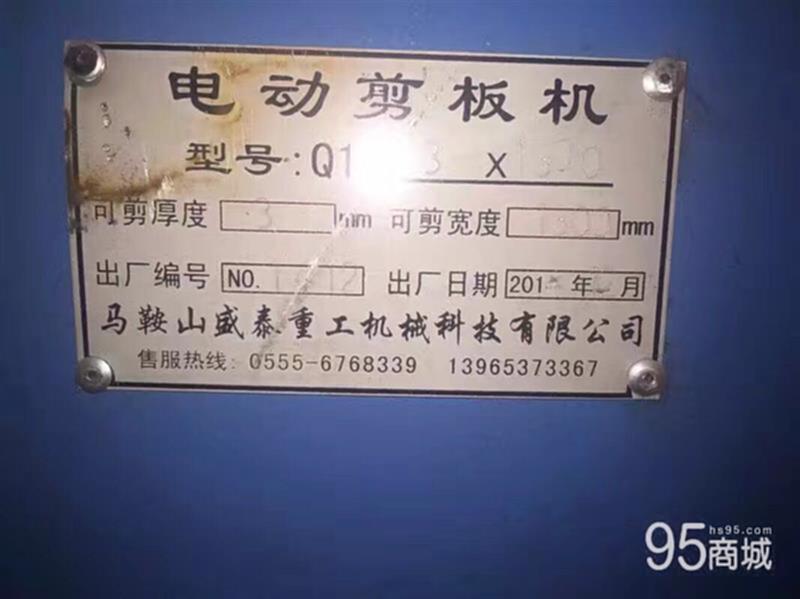 电动剪板机
型号:Q1 3 X 1300
可剪厚度 3 mm 可剪宽度 1300 mm
出厂编号 NO. 出厂日期 201 年 月
马鞍山盛泰重工机械科技有限公司
售服热线: 0555-6768339 13965373367
hs95.com
95商城